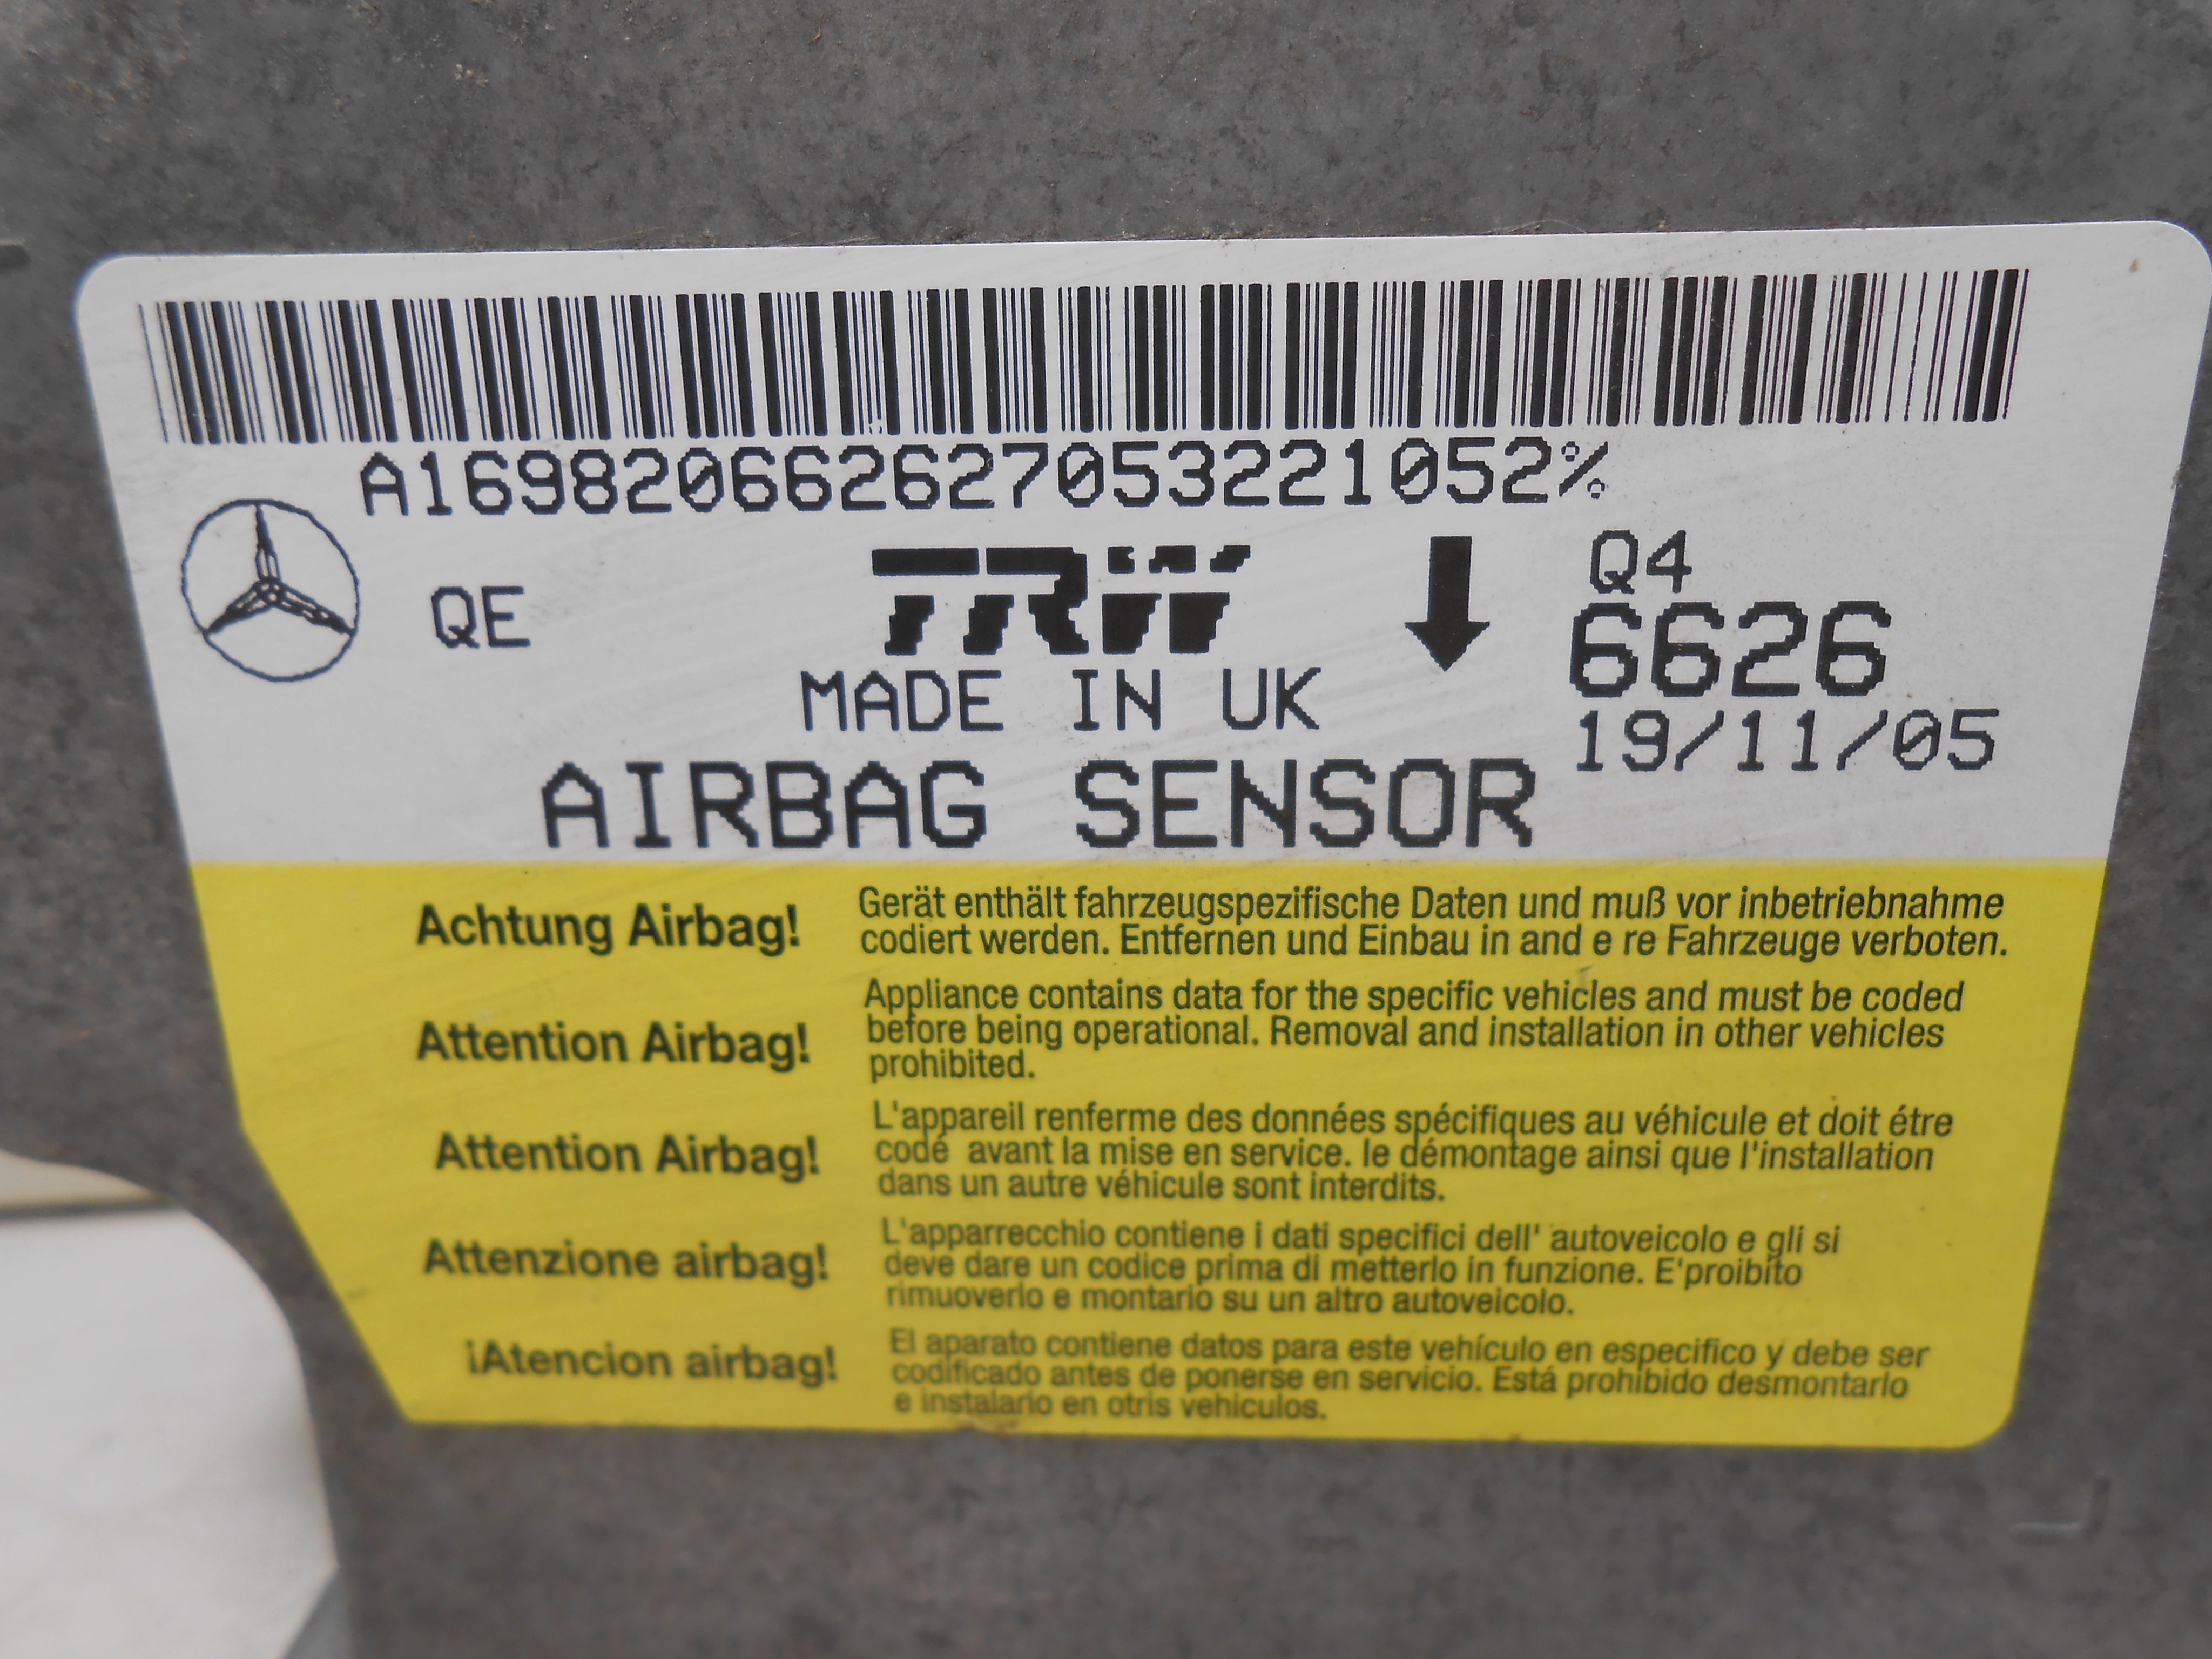 A1698206626270532210 52%
QE
TRW
MADE IN UK
Q4
6626
19/11/05
AIRBAG SENSOR
Achtung Airbag!
Gerät enthält fahrzeugspezifische Daten und muß vor inbetriebnahme
codiert werden. Entfernen und Einbau in and e re Fahrzeuge verboten.
Attention Airbag!
Appliance contains data for the specific vehicles and must be coded
before being operational. Removal and installation in other vehicles
prohibited.
Attention Airbag!
L'appareil renferme des données spécifiques au véhicule et doit étre
codé avant la mise en service. le démontage ainsi que l'installation
dans un autre véhicule sont interdits.
Attenzione airbag!
L'apparrecchio contiene i dati specifici dell' autoveicolo e gli si
deve dare un codice prima di metterlo in funzione. E'proibito
rimuoverlo e montarlo su un altro autoveicolo.
¡Atencion airbag!
El aparato contiene datos para este vehículo en especifico y debe ser
codificado antes de ponerse en servicio. Está prohibido desmontarlo
e instalarlo en otris vehiculos.